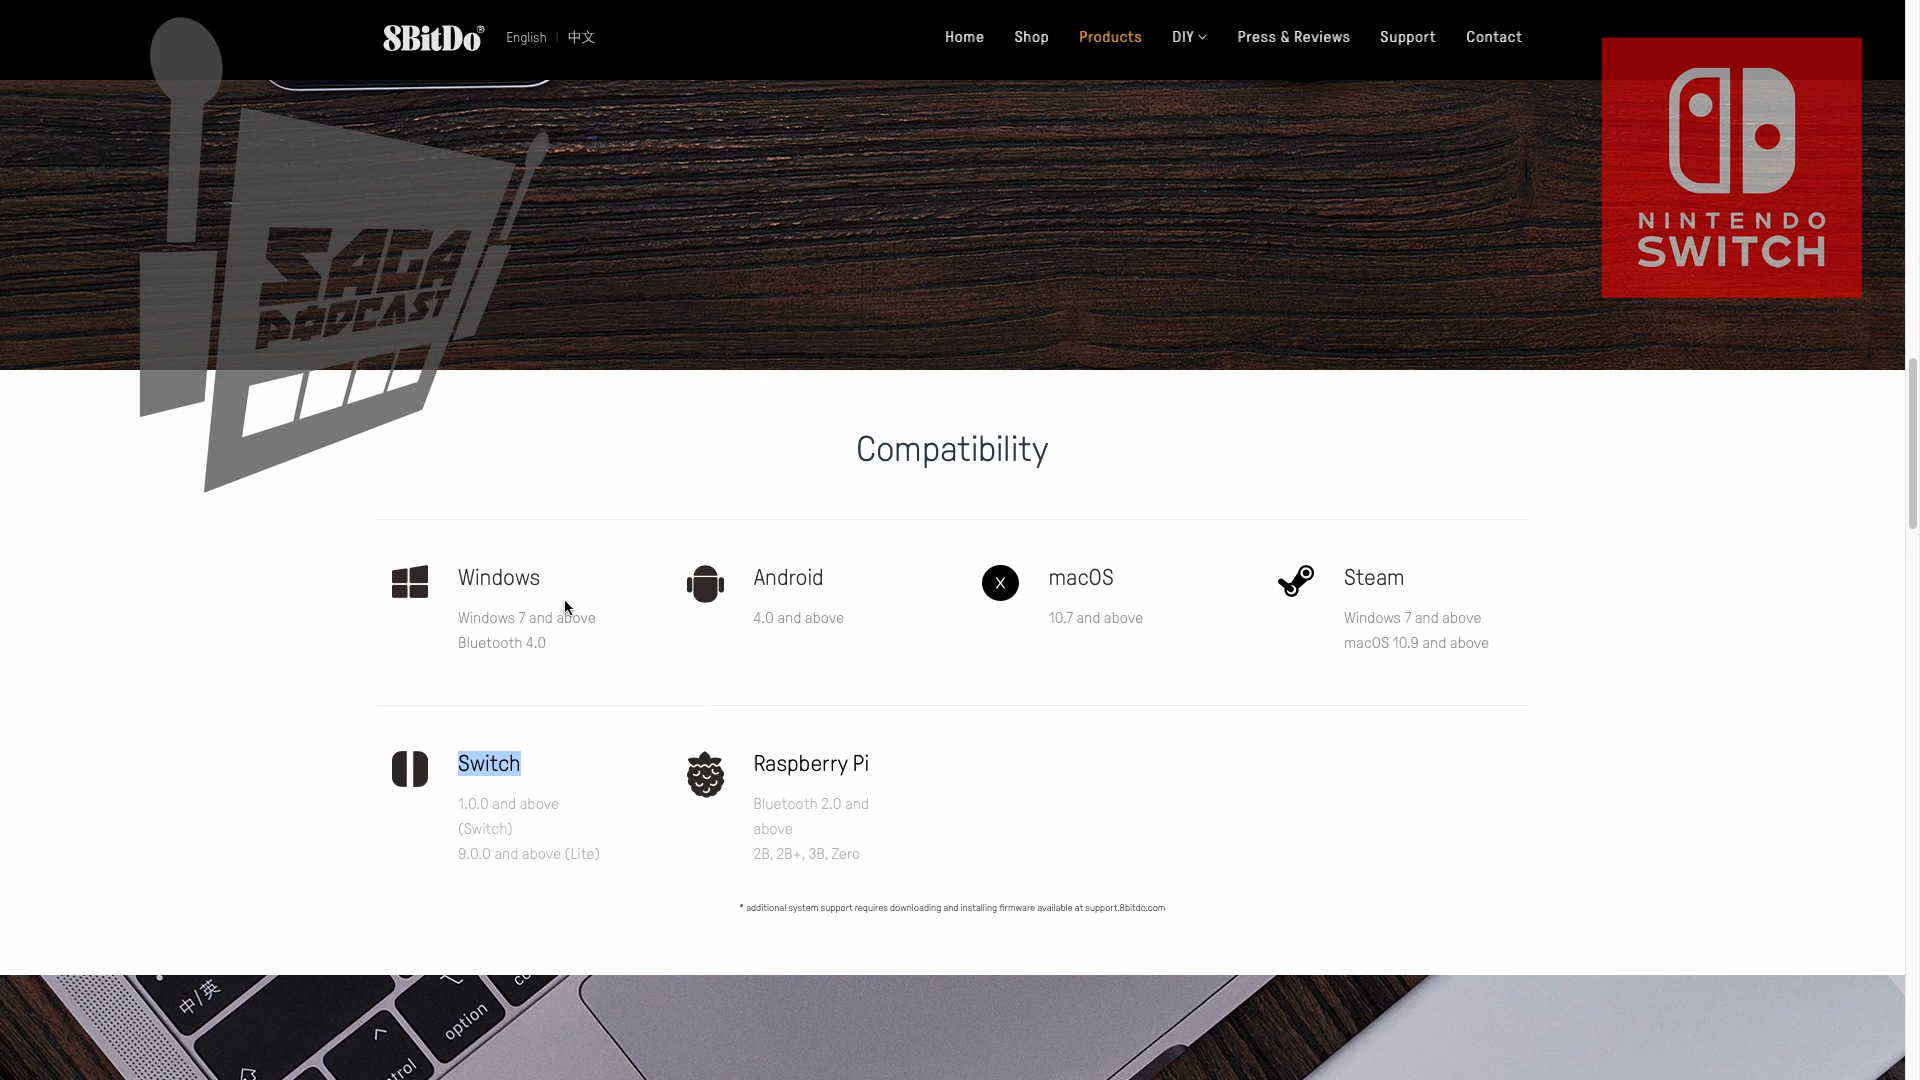 8BitDo®
English | 中文
Home Shop Products DIY Press & Reviews Support Contact
NINTENDO
SWITCH
SAGA
PODCAST
Compatibility
Windows
Windows 7 and above
Bluetooth 4.0
Android
4.0 and above
X
macOS
10.7 and above
Steam
Windows 7 and above
macOS 10.9 and above
Switch
1.0.0 and above
(Switch)
9.0.0 and above (Lite)
Raspberry Pi
Bluetooth 2.0 and
above
2B, 2B+, 3B, Zero
* additional system support requires downloading and installing firmware available at support.8bitdo.com
中/英
option